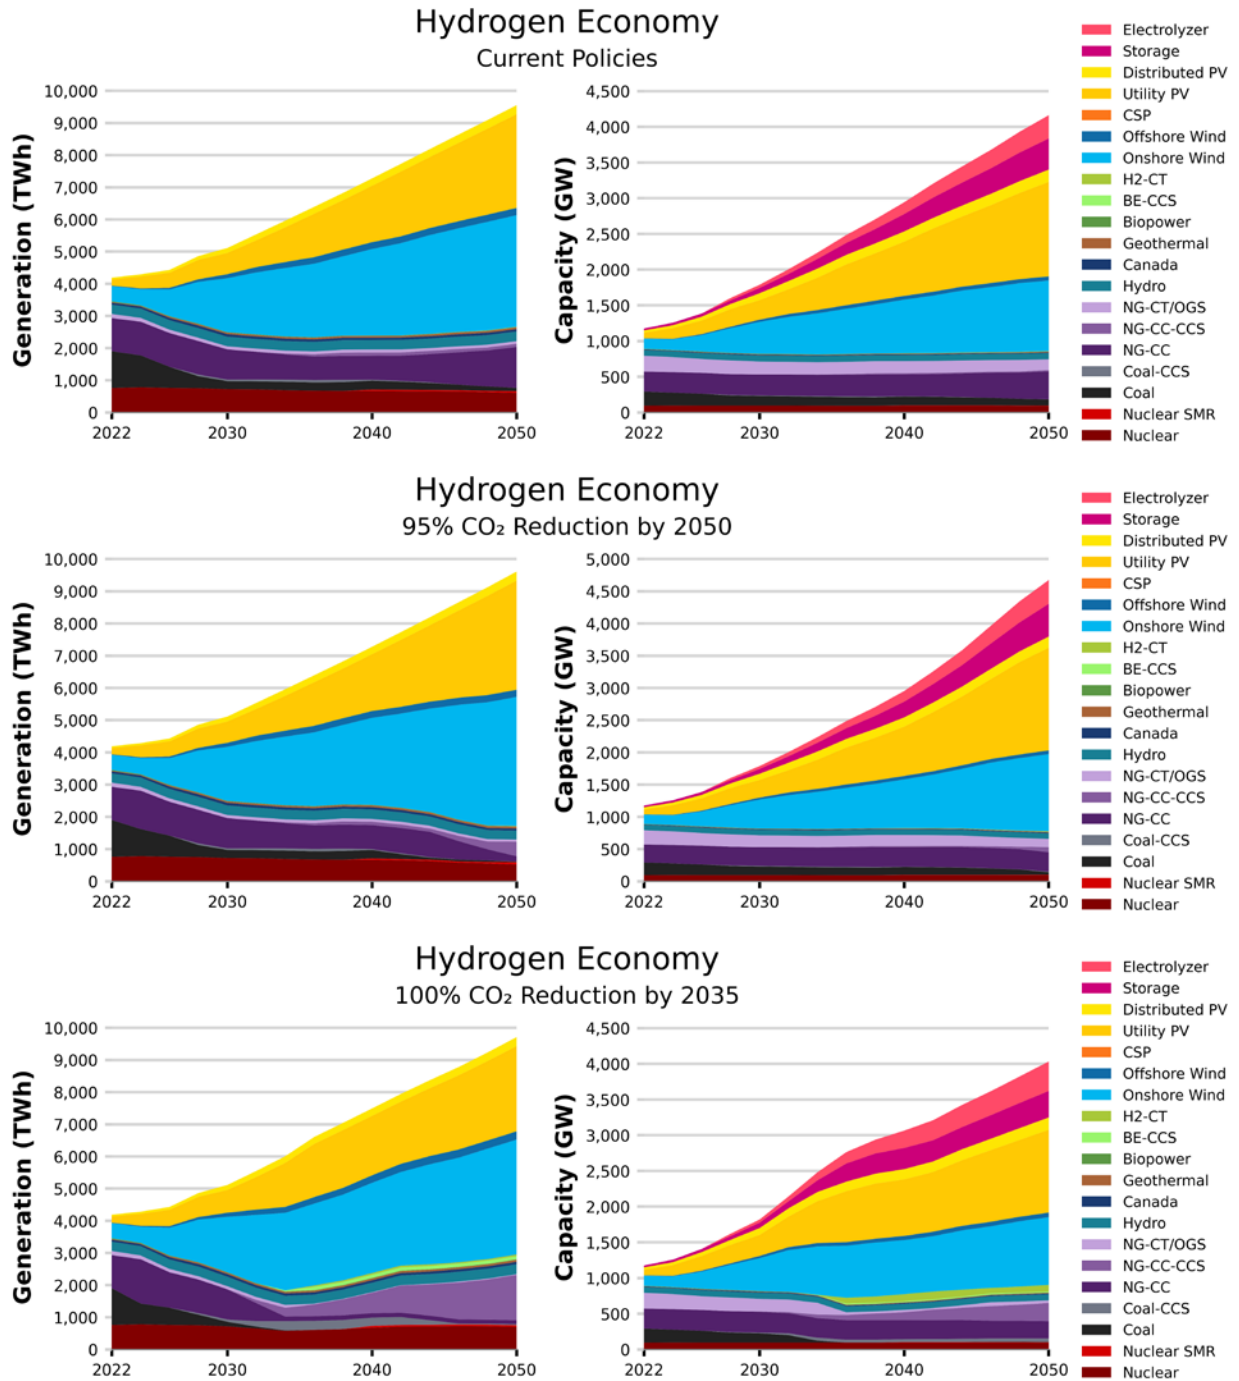 Hydrogen Economy
Current Policies
Generation (TWh)
10,000
9,000
8,000
7,000
6,000
5,000
4,000
3,000
2,000
1,000
0
2022
2030
2040
2050
Capacity (GW)
4,500
4,000
3,500
3,000
2,500
2,000
1,500
1,000
500
0
2022
2030
2040
2050
Electrolyzer
Storage
Distributed PV
Utility PV
CSP
Offshore Wind
Onshore Wind
H2-CT
BE-CCS
Biopower
Geothermal
Canada
Hydro
NG-CT/OGS
NG-CC-CCS
NG-CC
Coal-CCS
Coal
Nuclear SMR
Nuclear
Hydrogen Economy
95% CO₂ Reduction by 2050
Generation (TWh)
10,000
9,000
8,000
7,000
6,000
5,000
4,000
3,000
2,000
1,000
0
2022
2030
2040
2050
Capacity (GW)
5,000
4,500
4,000
3,500
3,000
2,500
2,000
1,500
1,000
500
0
2022
2030
2040
2050
Electrolyzer
Storage
Distributed PV
Utility PV
CSP
Offshore Wind
Onshore Wind
H2-CT
BE-CCS
Biopower
Geothermal
Canada
Hydro
NG-CT/OGS
NG-CC-CCS
NG-CC
Coal-CCS
Coal
Nuclear SMR
Nuclear
Hydrogen Economy
100% CO₂ Reduction by 2035
Generation (TWh)
10,000
9,000
8,000
7,000
6,000
5,000
4,000
3,000
2,000
1,000
0
2022
2030
2040
2050
Capacity (GW)
4,500
4,000
3,500
3,000
2,500
2,000
1,500
1,000
500
0
2022
2030
2040
2050
Electrolyzer
Storage
Distributed PV
Utility PV
CSP
Offshore Wind
Onshore Wind
H2-CT
BE-CCS
Biopower
Geothermal
Canada
Hydro
NG-CT/OGS
NG-CC-CCS
NG-CC
Coal-CCS
Coal
Nuclear SMR
Nuclear